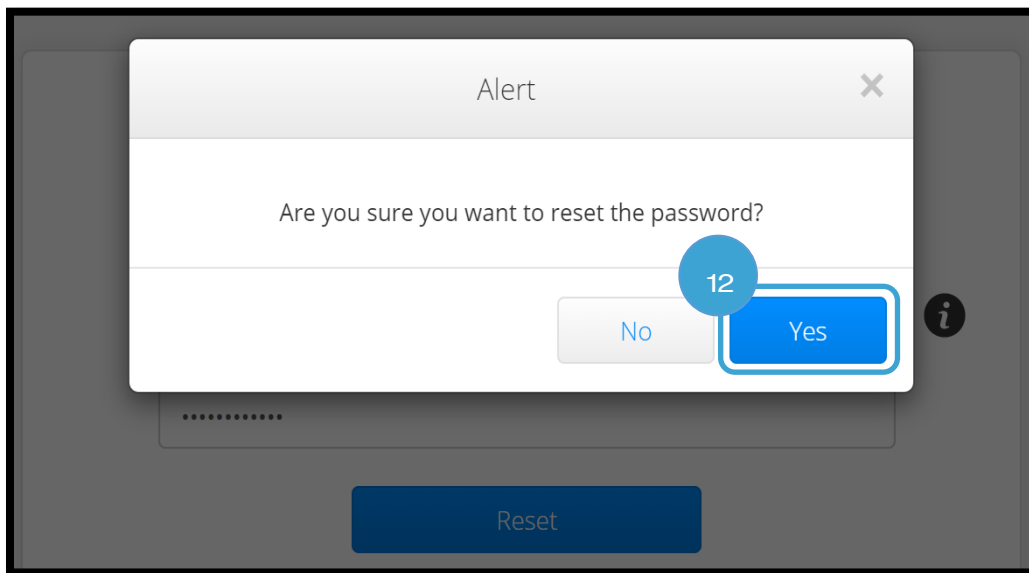 Alert
Are you sure you want to reset the password?
12
No
Yes
Reset